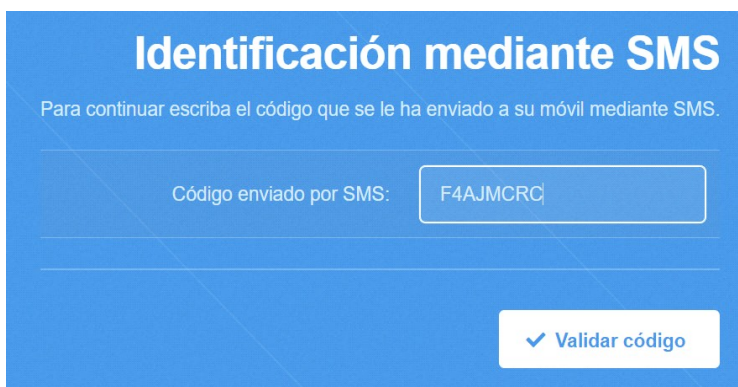 Identificación mediante SMS
Para continuar escriba el código que se le ha enviado a su móvil mediante SMS.
Código enviado por SMS: F4AJMCRC
Validar código